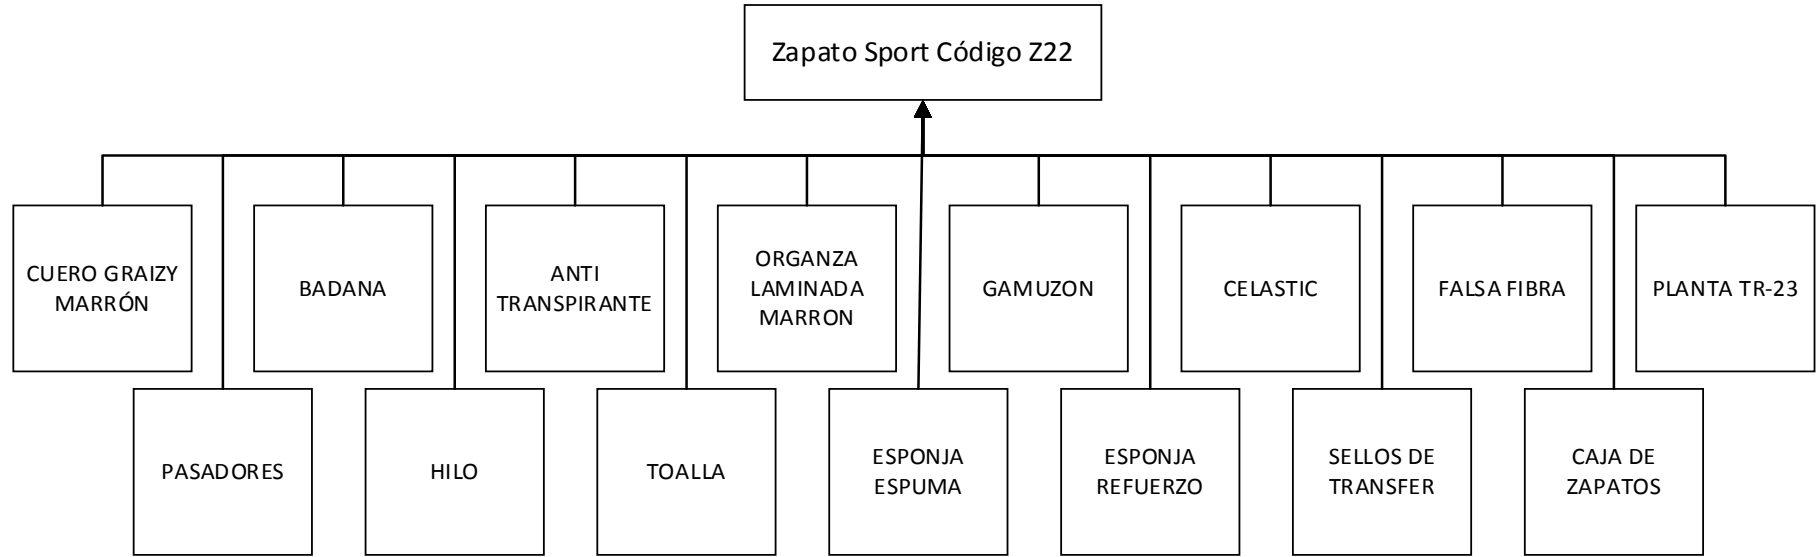 Zapato Sport Código Z22
CUERO GRAIZY
MARRÓN
BADANA
ANTI
TRANSPIRANTE
ORGANZA
LAMINADA
MARRON
GAMUZON
CELASTIC
FALSA FIBRA
PLANTA TR-23
PASADORES
HILO
TOALLA
ESPONJA
ESPUMA
ESPONJA
REFUERZO
SELLOS DE
TRANSFER
CAJA DE
ZAPATOS